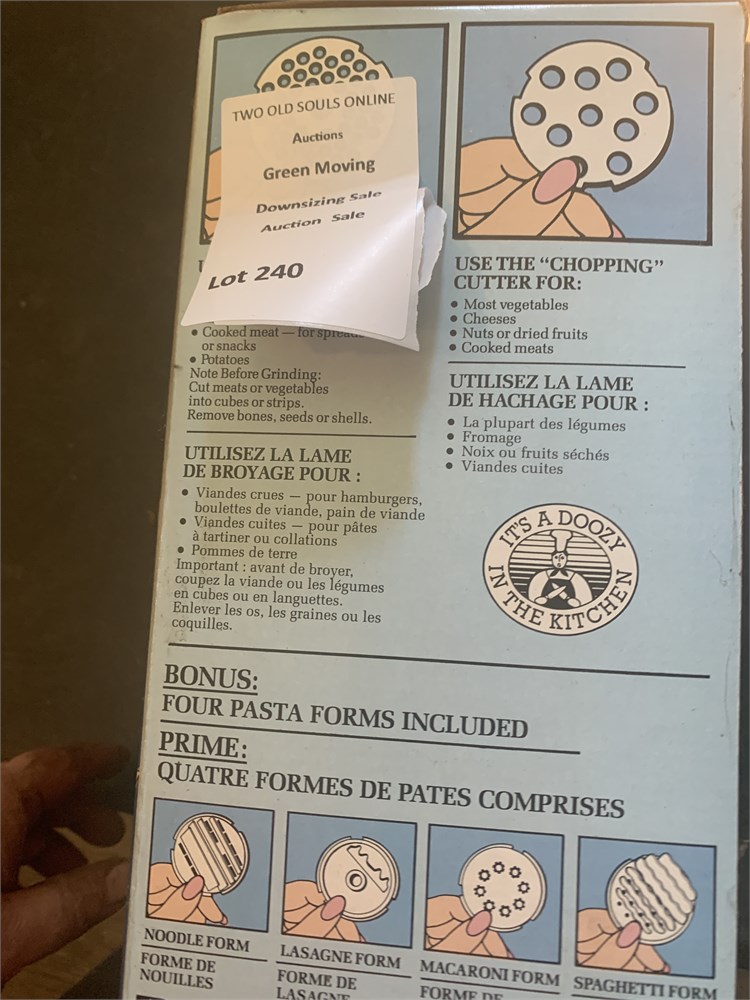 TWO OLD SOULS ONLINE
Auctions
Green Moving
Downsizing Sale
Auction Sale
Lot 240
• Cooked meat — for
or snacks
• Potatoes
Note Before Grinding:
Cut meats or vegetables
into cubes or strips.
Remove bones, seeds or shells.
UTILISEZ LA LAME
DE BROYAGE POUR :
• Viandes crues — pour hamburgers,
boulettes de viande, pain de viande
• Viandes cuites — pour pâtes
à tartiner ou collations
• Pommes de terre
Important : avant de broyer,
coupez la viande ou les légumes
en cubes ou en languettes.
Enlever les os, les graines ou les
coquilles.
USE THE “CHOPPING”
CUTTER FOR:
• Most vegetables
• Cheeses
• Nuts or dried fruits
• Cooked meats
UTILISEZ LA LAME
DE HACHAGE POUR :
• La plupart des légumes
• Fromage
• Noix ou fruits séchés
• Viandes cuites
IT'S A DOOZY
IN THE KITCHEN
BONUS:
FOUR PASTA FORMS INCLUDED
PRIME:
QUATRE FORMES DE PATES COMPRISES
NOODLE FORM
FORME DE
NOUILLES
LASAGNE FORM
FORME DE
LASAGNE
MACARONI FORM
FORME DE
SPAGHETTI FORM